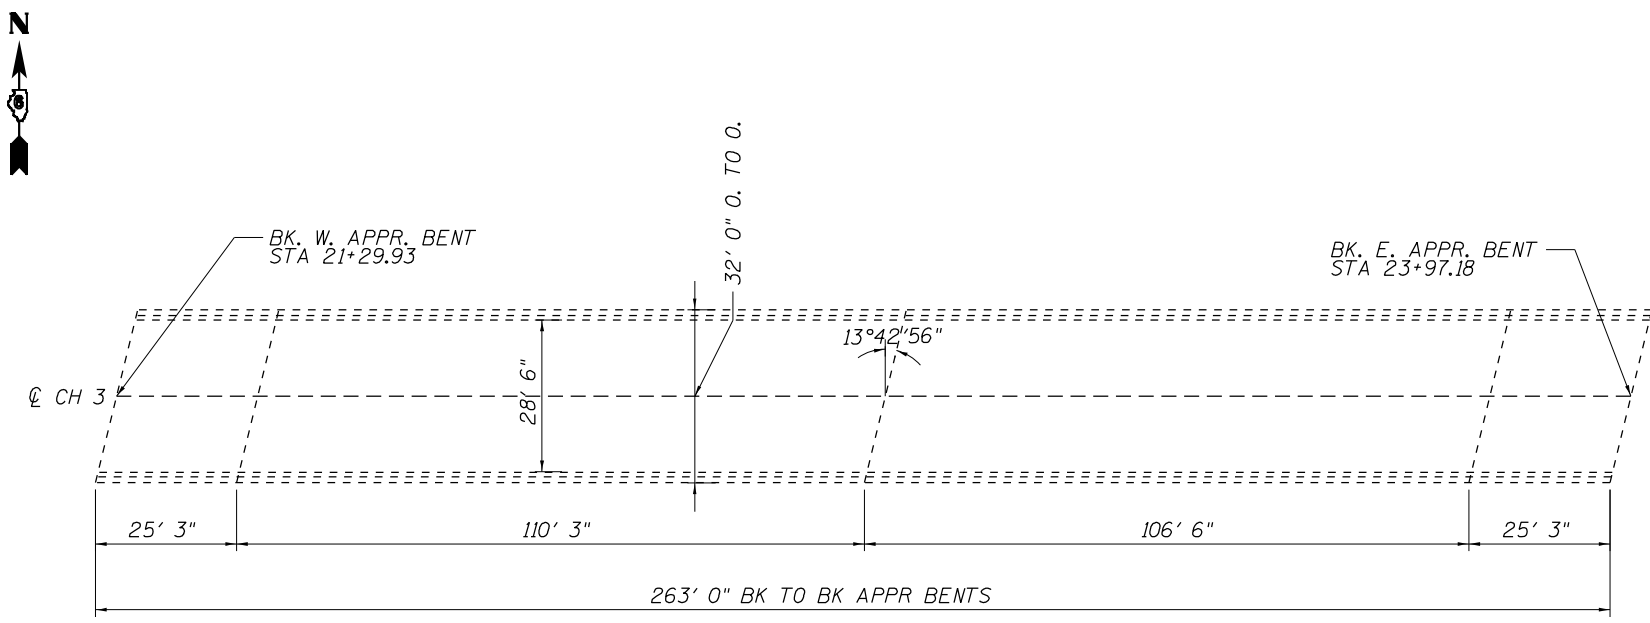 N
6
32' 0" O. TO O.
BK. W. APPR. BENT
STA 21+29.93
BK. E. APPR. BENT
STA 23+97.18
13°42'56"
28' 6"
℄ CH 3
25' 3"
110' 3"
106' 6"
25' 3"
263' 0" BK TO BK APPR BENTS